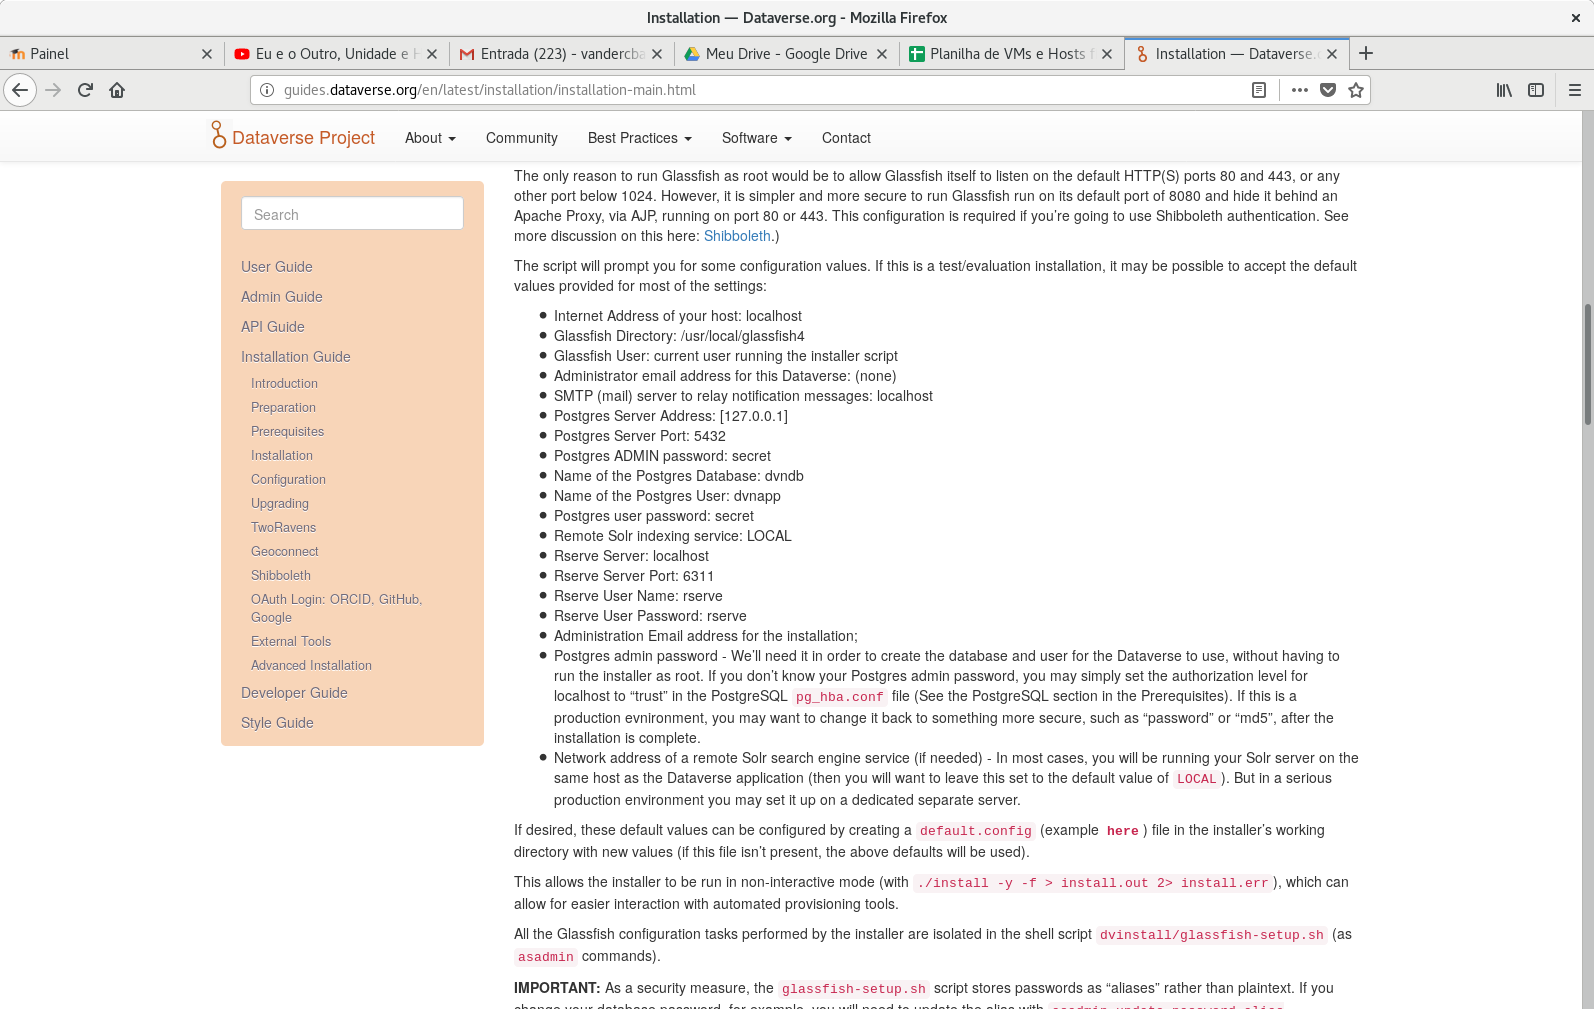 Installation — Dataverse.org - Mozilla Firefox
Painel
Eu e o Outro, Unidade e
Entrada (223) - vandercba
Meu Drive - Google Drive
Planilha de VMs e Hosts
Installation — Dataverse.
guides.dataverse.org/en/latest/installation/installation-main.html
Dataverse Project
About
Community
Best Practices
Software
Contact
Search
User Guide
Admin Guide
API Guide
Installation Guide
Introduction
Preparation
Prerequisites
Installation
Configuration
Upgrading
TwoRavens
Geoconnect
Shibboleth
OAuth Login: ORCID, GitHub,
Google
External Tools
Advanced Installation
Developer Guide
Style Guide
The only reason to run Glassfish as root would be to allow Glassfish itself to listen on the default HTTP(S) ports 80 and 443, or any
other port below 1024. However, it is simpler and more secure to run Glassfish run on its default port of 8080 and hide it behind an
Apache Proxy, via AJP, running on port 80 or 443. This configuration is required if you’re going to use Shibboleth authentication. See
more discussion on this here: Shibboleth.)
The script will prompt you for some configuration values. If this is a test/evaluation installation, it may be possible to accept the default
values provided for most of the settings:
● Internet Address of your host: localhost
● Glassfish Directory: /usr/local/glassfish4
● Glassfish User: current user running the installer script
● Administrator email address for this Dataverse: (none)
● SMTP (mail) server to relay notification messages: localhost
● Postgres Server Address: [127.0.0.1]
● Postgres Server Port: 5432
● Postgres ADMIN password: secret
● Name of the Postgres Database: dvndb
● Name of the Postgres User: dvnapp
● Postgres user password: secret
● Remote Solr indexing service: LOCAL
● Rserve Server: localhost
● Rserve Server Port: 6311
● Rserve User Name: rserve
● Rserve User Password: rserve
● Administration Email address for the installation;
● Postgres admin password - We’ll need it in order to create the database and user for the Dataverse to use, without having to
run the installer as root. If you don’t know your Postgres admin password, you may simply set the authorization level for
localhost to “trust” in the PostgreSQL pg_hba.conf file (See the PostgreSQL section in the Prerequisites). If this is a
production evnironment, you may want to change it back to something more secure, such as “password” or “md5”, after the
installation is complete.
● Network address of a remote Solr search engine service (if needed) - In most cases, you will be running your Solr server on the
same host as the Dataverse application (then you will want to leave this set to the default value of LOCAL). But in a serious
production environment you may set it up on a dedicated separate server.
If desired, these default values can be configured by creating a default.config (example here) file in the installer’s working
directory with new values (if this file isn’t present, the above defaults will be used).
This allows the installer to be run in non-interactive mode (with ./install -y -f > install.out 2> install.err), which can
allow for easier interaction with automated provisioning tools.
All the Glassfish configuration tasks performed by the installer are isolated in the shell script dvinstall/glassfish-setup.sh (as
asadmin commands).
IMPORTANT: As a security measure, the glassfish-setup.sh script stores passwords as “aliases” rather than plaintext. If you
change your database password, for example, you will need to update the alias with asadmin update-password-alias